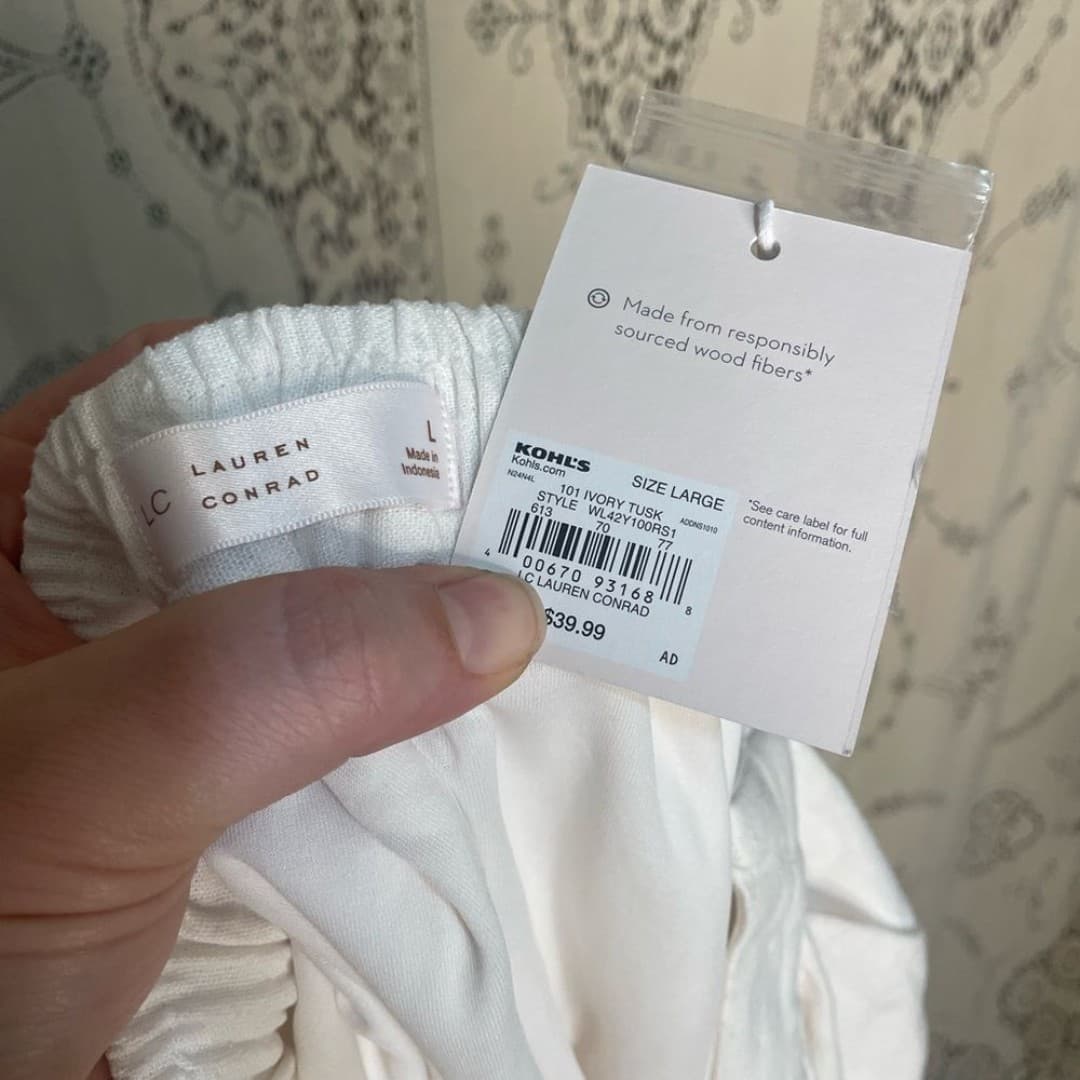 LC LAUREN
CONRAD
L
Made in
Indonesia
Made from responsibly
sourced wood fibers*
KOHL'S
Kohls.com
N24N4L
SIZE LARGE
101 IVORY TUSK
STYLE WL42Y100RS1
ADDNS1010
613 70 77
4 00670 93168 8
LC LAUREN CONRAD
$39.99
AD
*See care label for full
content information.